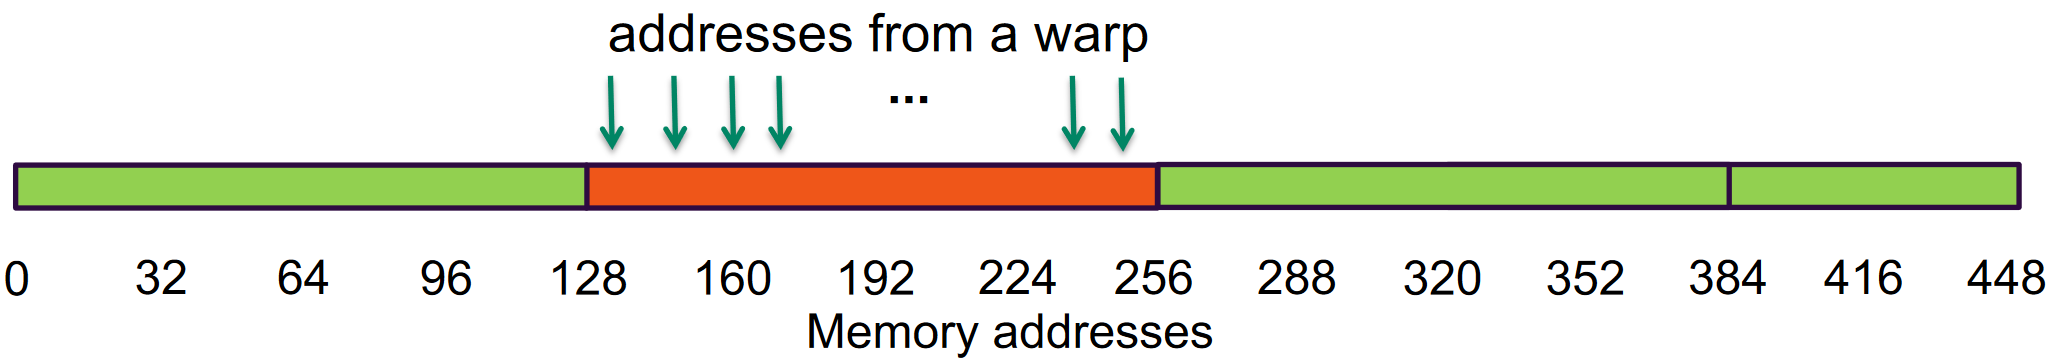 addresses from a warp
...
0 32 64 96 128 160 192 224 256 288 320 352 384 416 448
Memory addresses